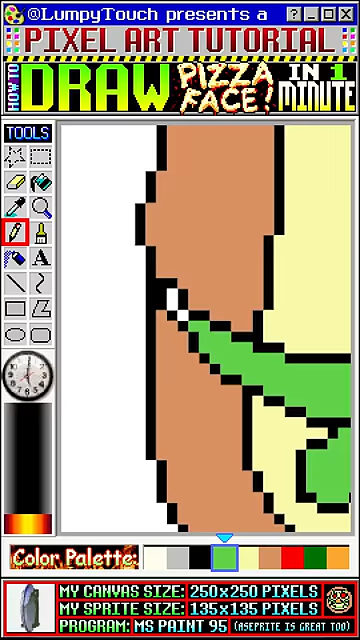 @LumpyTouch presents a
PIXEL ART TUTORIAL
HOW TO DRAW PIZZA FACE! IN 1 MINUTE
TOOLS
A
Color Palette:
MY CANVAS SIZE: 250x250 PIXELS
MY SPRITE SIZE: 135x135 PIXELS
PROGRAM: MS PAINT 95 (ASEPRITE IS GREAT TOO)